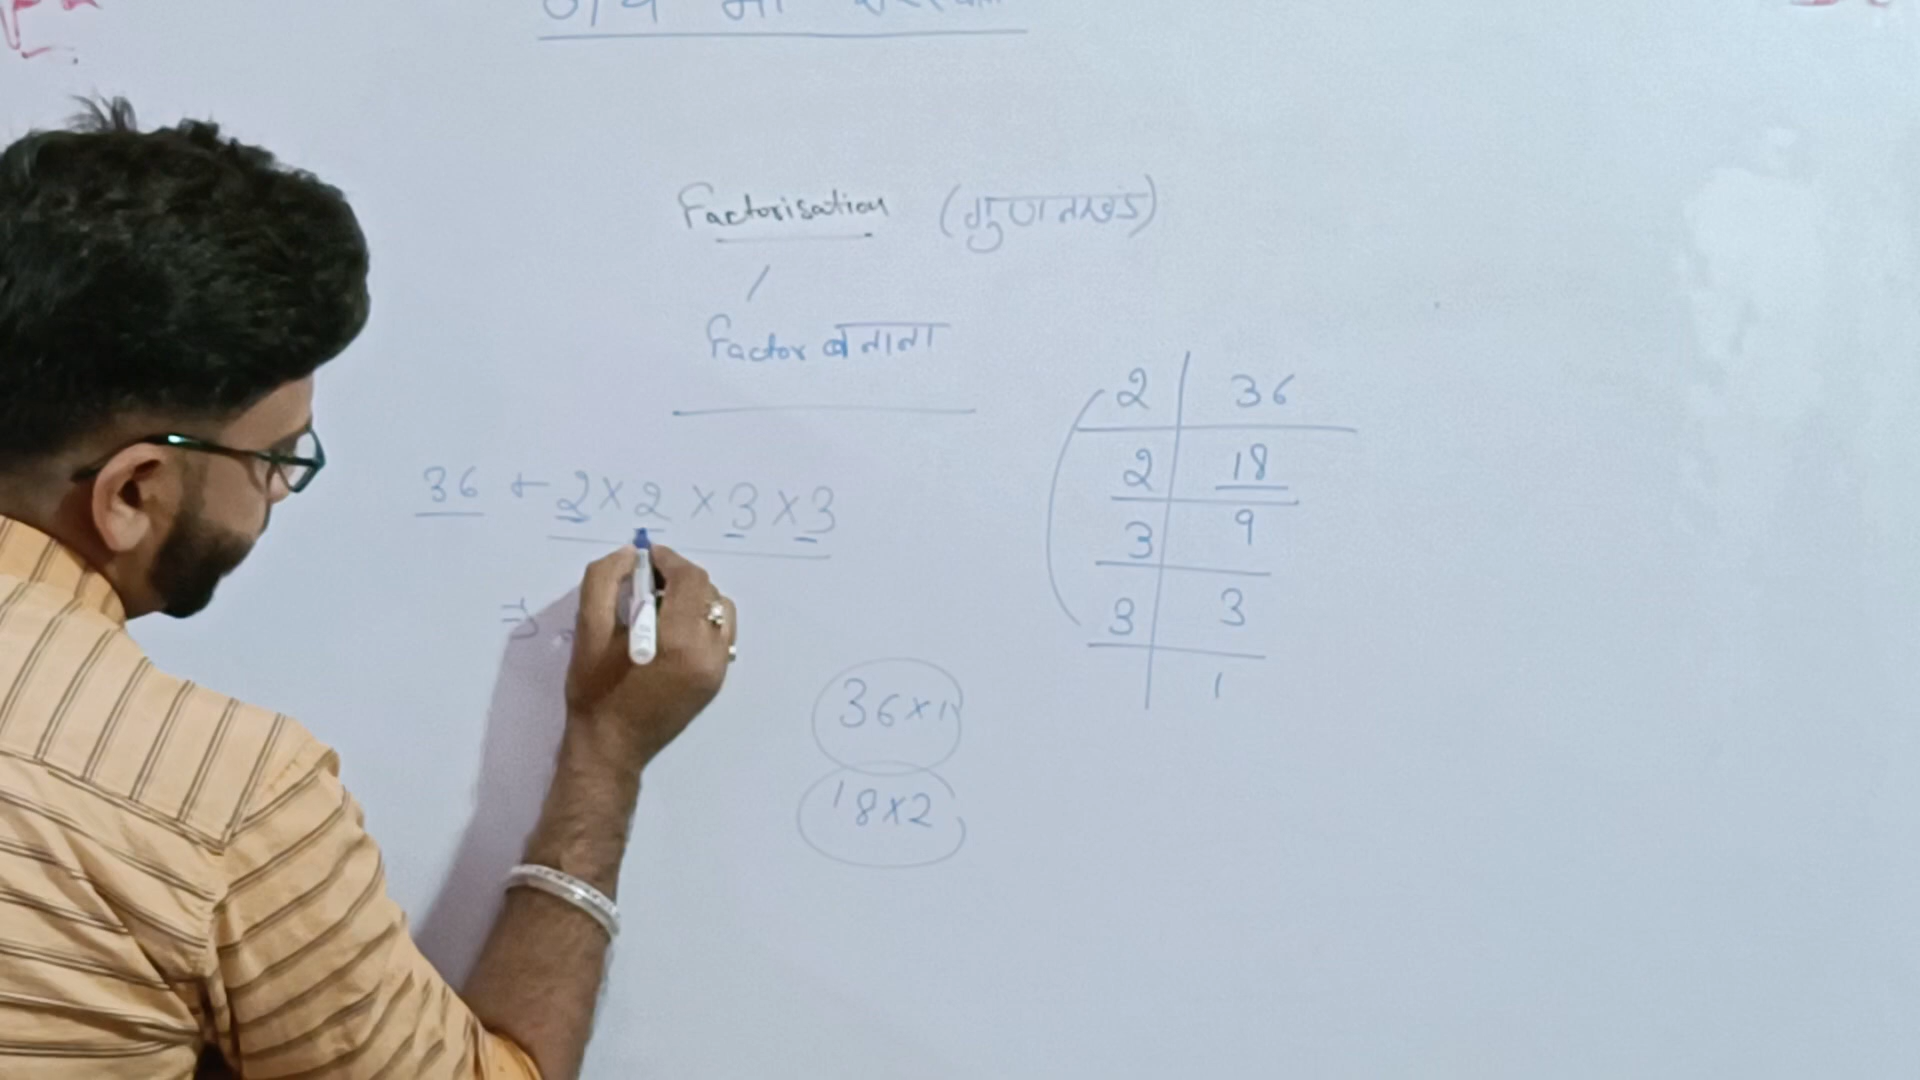 Factorisation (गुणनखंड)
Factor बनाना
36 ← 2×2×3×3
⇒
36×1
18×2
2 | 36
2 | 18
3 | 9
3 | 3
1